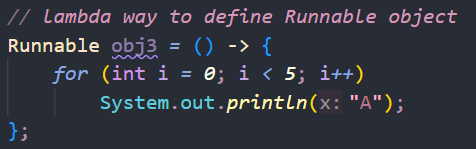 // lambda way to define Runnable object
Runnable obj3 = () -> {
    for (int i = 0; i < 5; i++)
        System.out.println(x: "A");
};